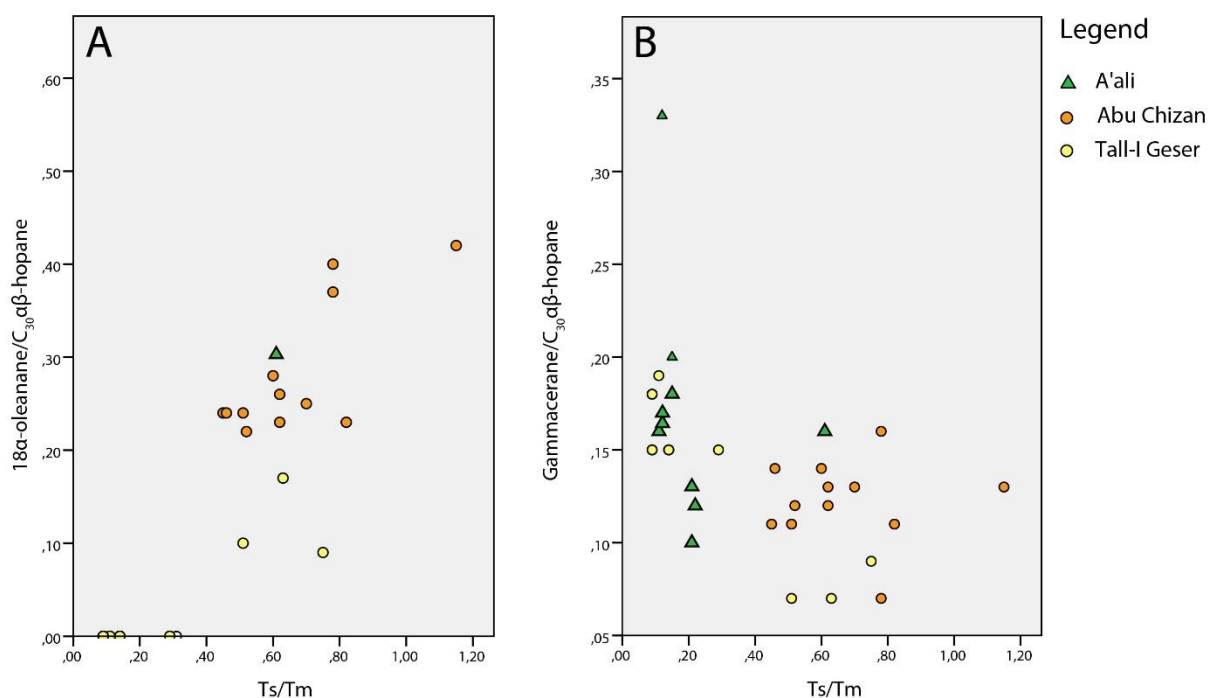 A
18α-oleanane/C30αβ-hopane
,60
,50
,40
,30
,20
,10
,00
,00 ,20 ,40 ,60 ,80 1,00 1,20
Ts/Tm
B
Gammacerane/C30αβ-hopane
,35
,30
,25
,20
,15
,10
,05
,00 ,20 ,40 ,60 ,80 1,00 1,20
Ts/Tm
Legend
A'ali
Abu Chizan
Tall-I Geser